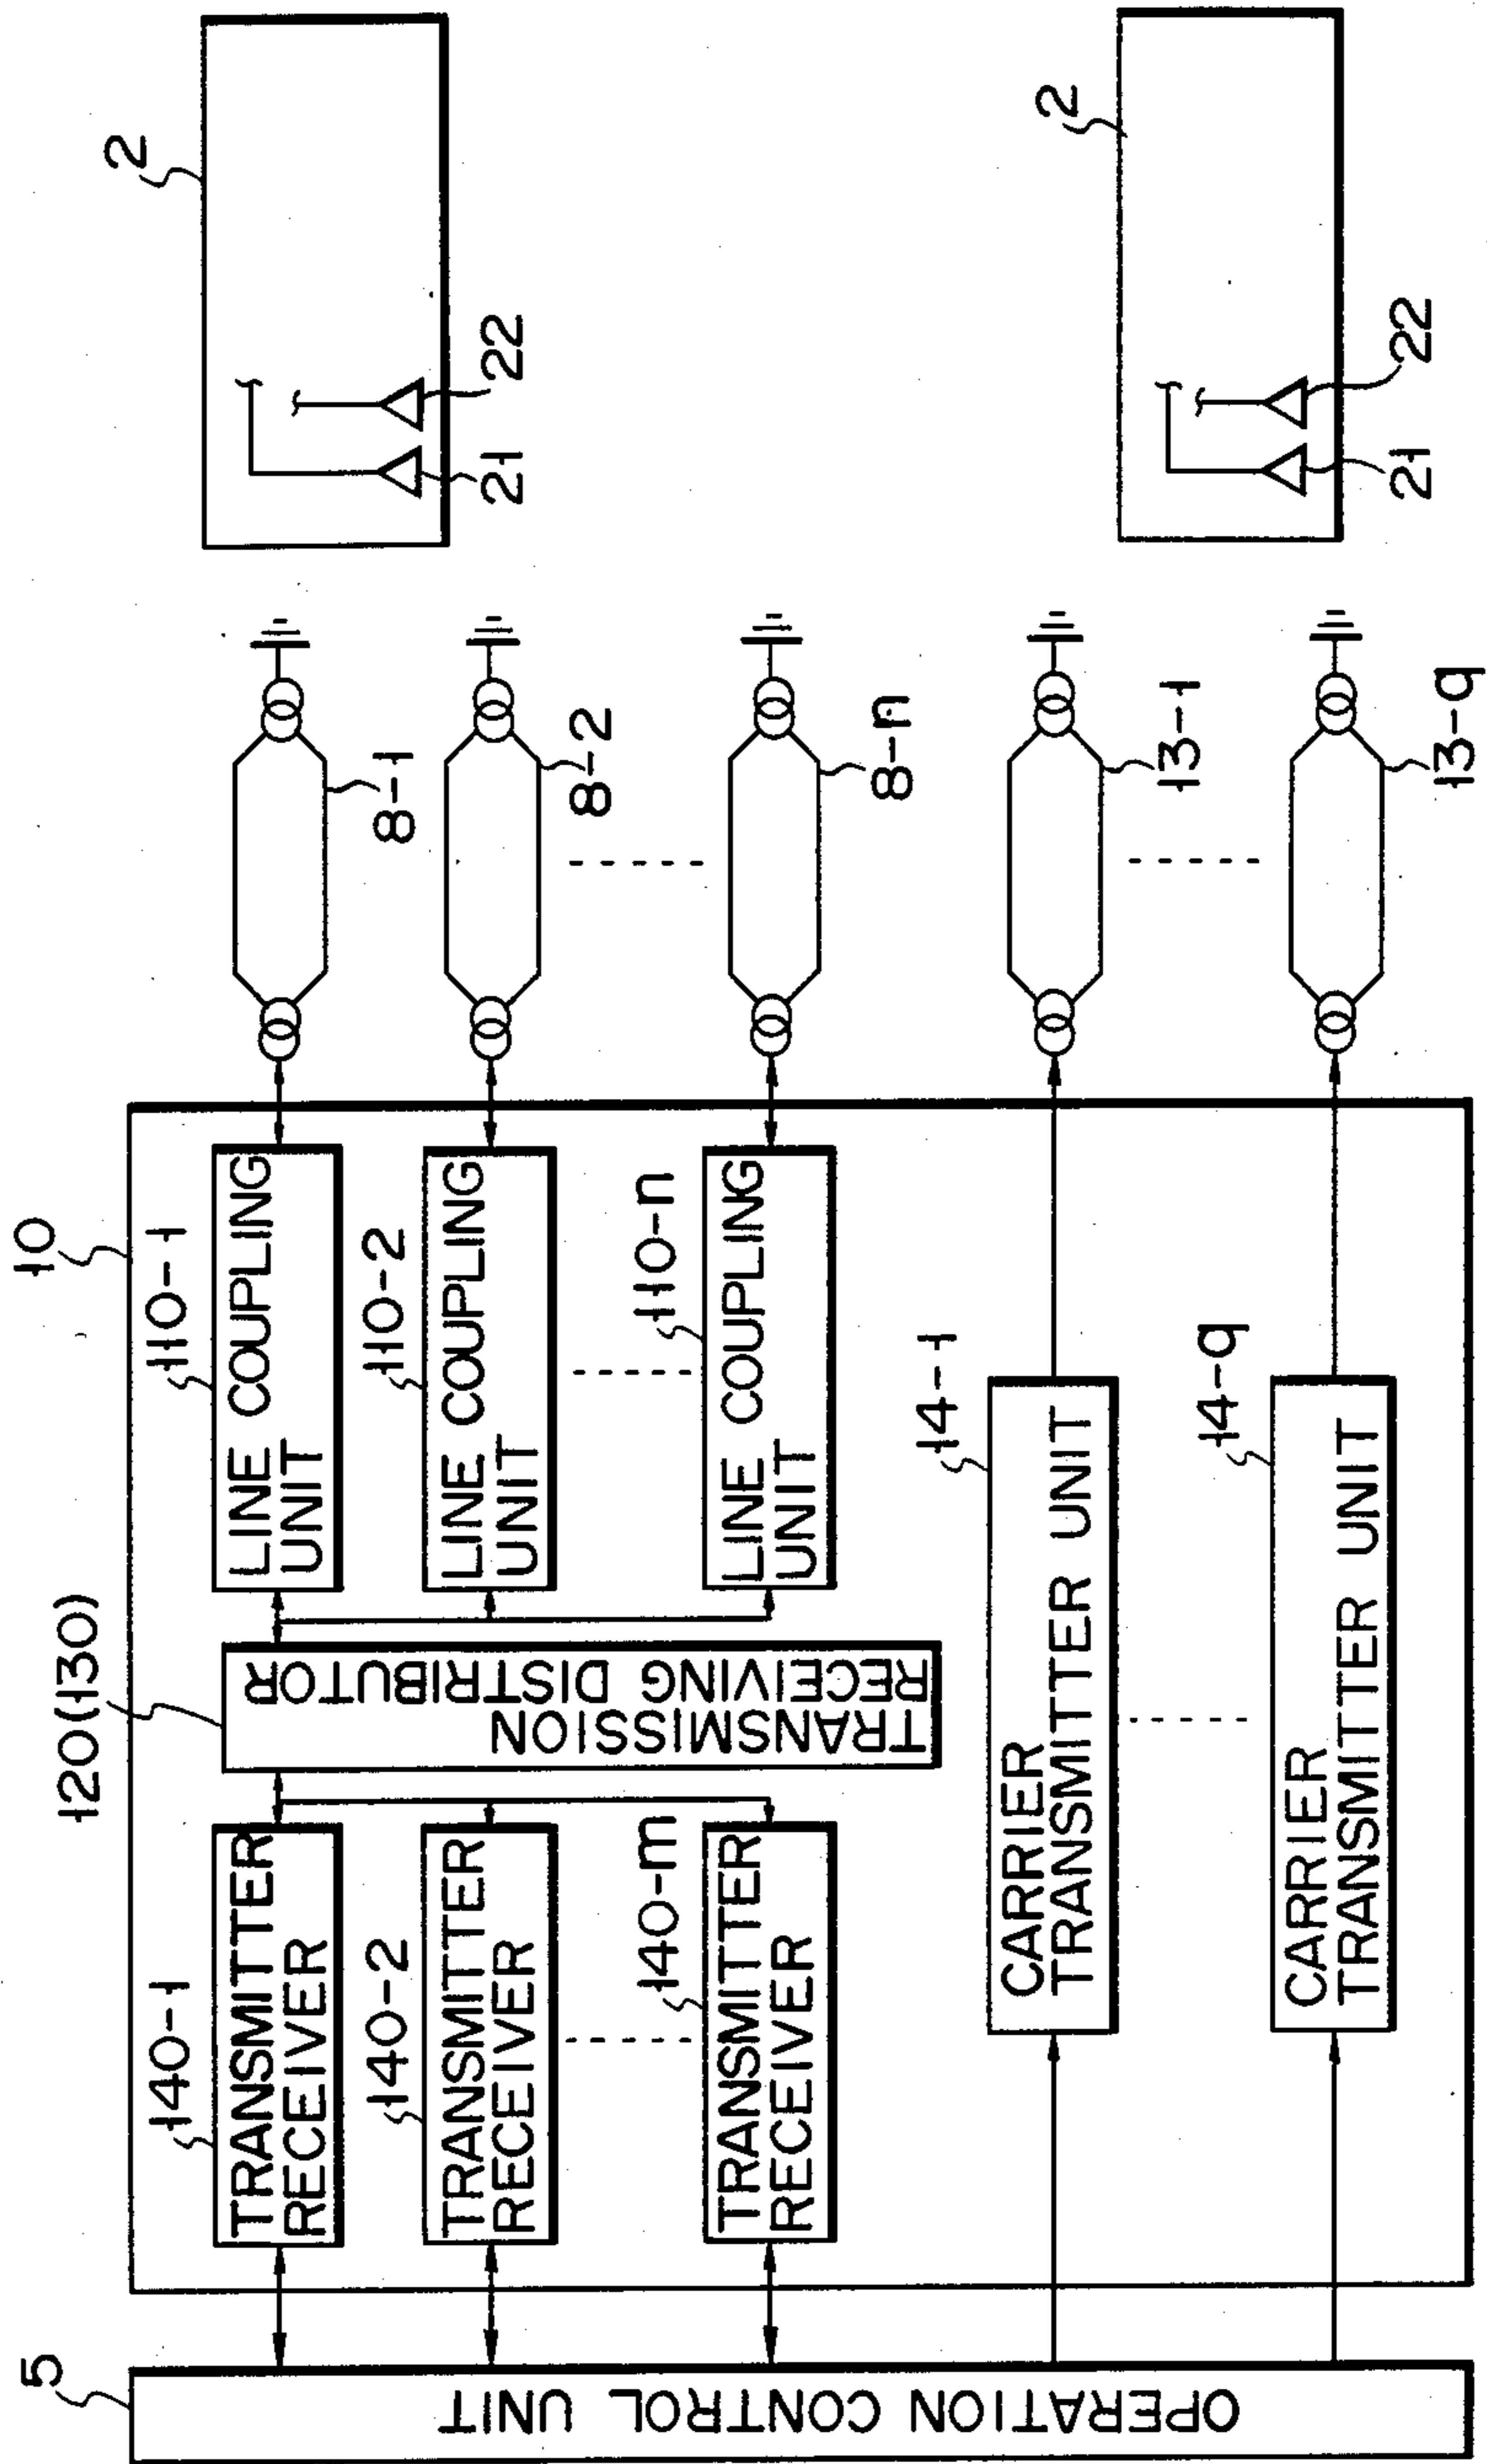 5
OPERATION CONTROL UNIT
10
140-1
TRANSMITTER
RECEIVER
140-2
TRANSMITTER
RECEIVER
140-m
TRANSMITTER
RECEIVER
120(130)
TRANSMISSION
RECEIVING DISTRIBUTOR
110-1
LINE COUPLING
UNIT
110-2
LINE COUPLING
UNIT
110-n
LINE COUPLING
UNIT
14-1
CARRIER
TRANSMITTER UNIT
14-q
CARRIER
TRANSMITTER UNIT
8-1
8-2
8-n
13-1
13-q
2
21
22
2
21
22